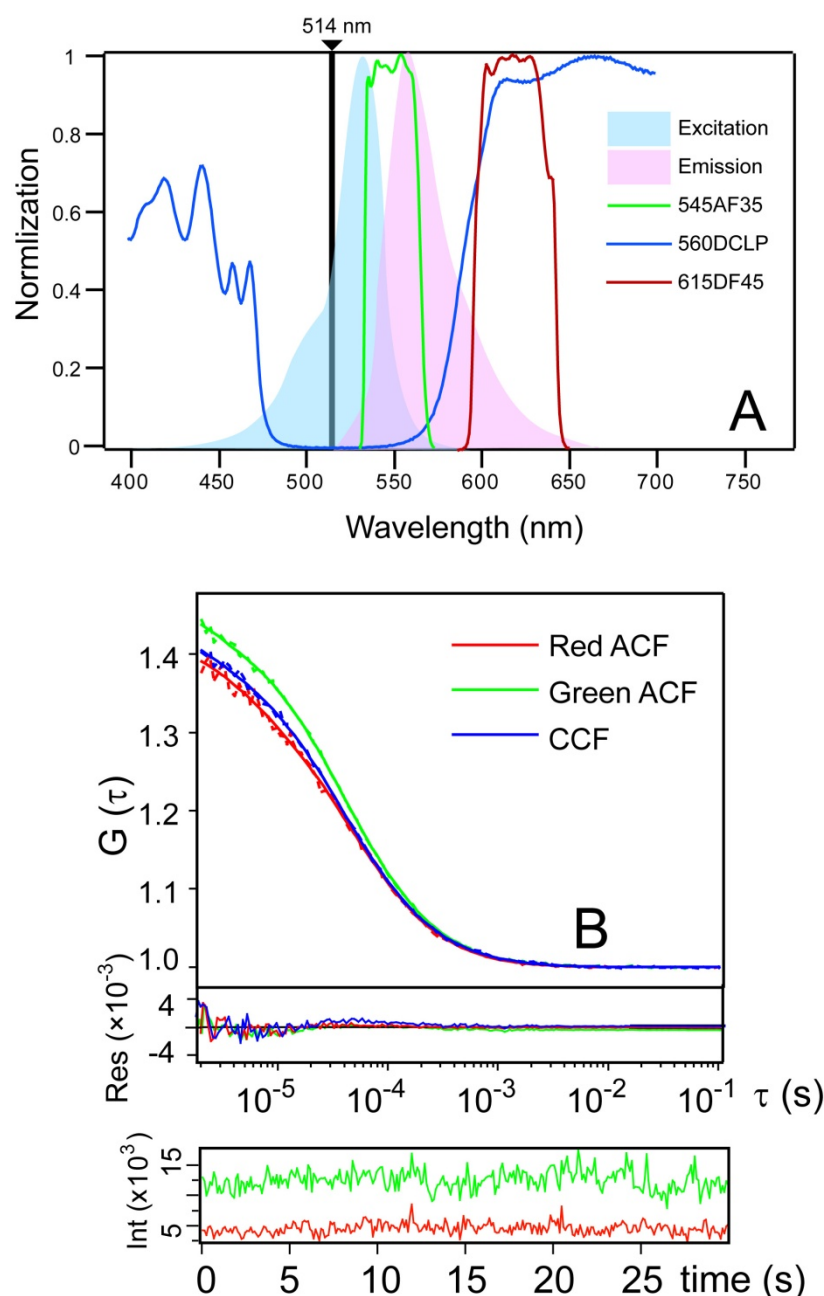 514 nm
1
0.8
0.6
0.4
0.2
0
Normlization
Excitation
Emission
545AF35
560DCLP
615DF45
A
400 450 500 550 600 650 700 750
Wavelength (nm)
1.4
1.3
1.2
1.1
1.0
G (τ)
Red ACF
Green ACF
CCF
B
Res (×10⁻³)
4
-4
10⁻⁵ 10⁻⁴ 10⁻³ 10⁻² 10⁻¹ τ (s)
Int (×10³)
15
5
0 5 10 15 20 25 time (s)